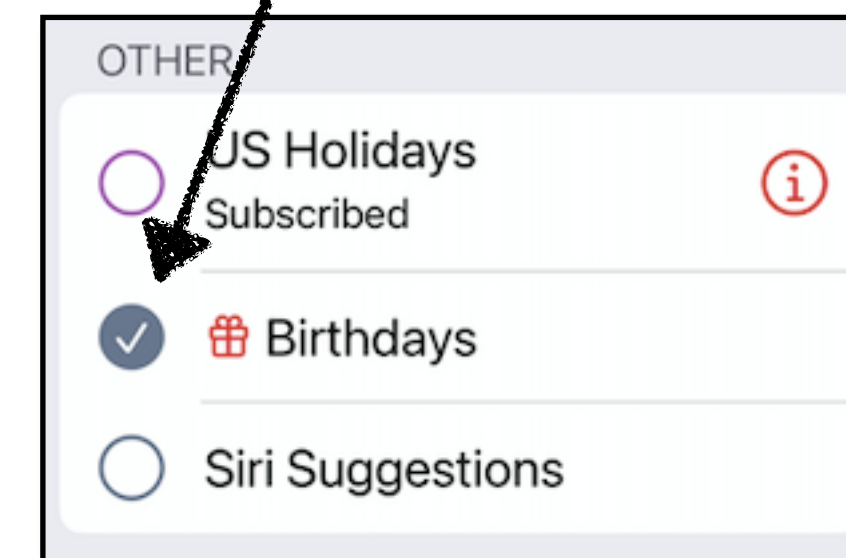 OTHER
US Holidays
Subscribed
Birthdays
Siri Suggestions